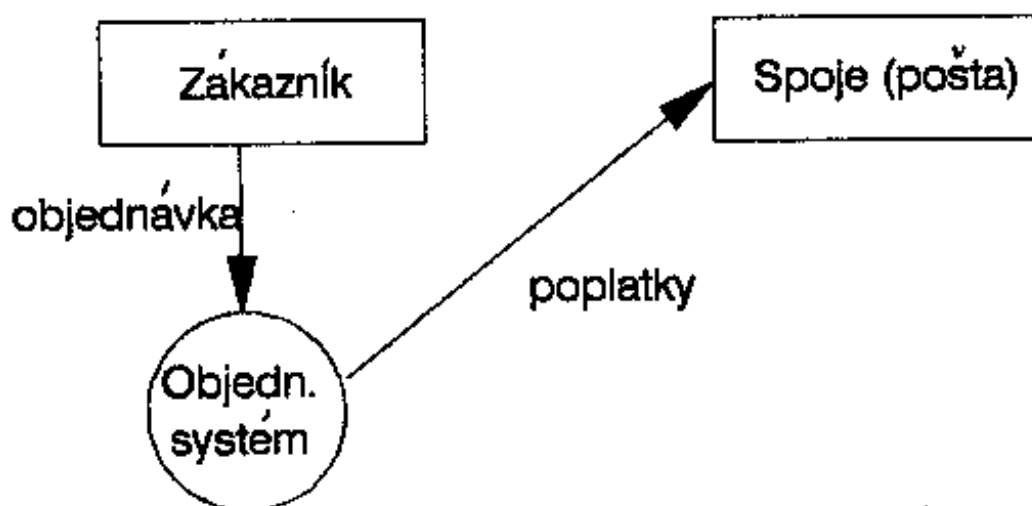 Zákazník
Spoje (pošta)
objednávka
poplatky
Objedn.
systém